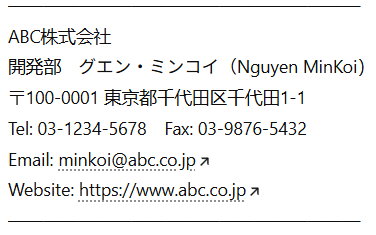 ABC株式会社
開発部　グエン・ミンコイ（Nguyen MinKoi）
〒100-0001 東京都千代田区千代田1-1
Tel: 03-1234-5678　Fax: 03-9876-5432
Email: minkoi@abc.co.jp
Website: https://www.abc.co.jp